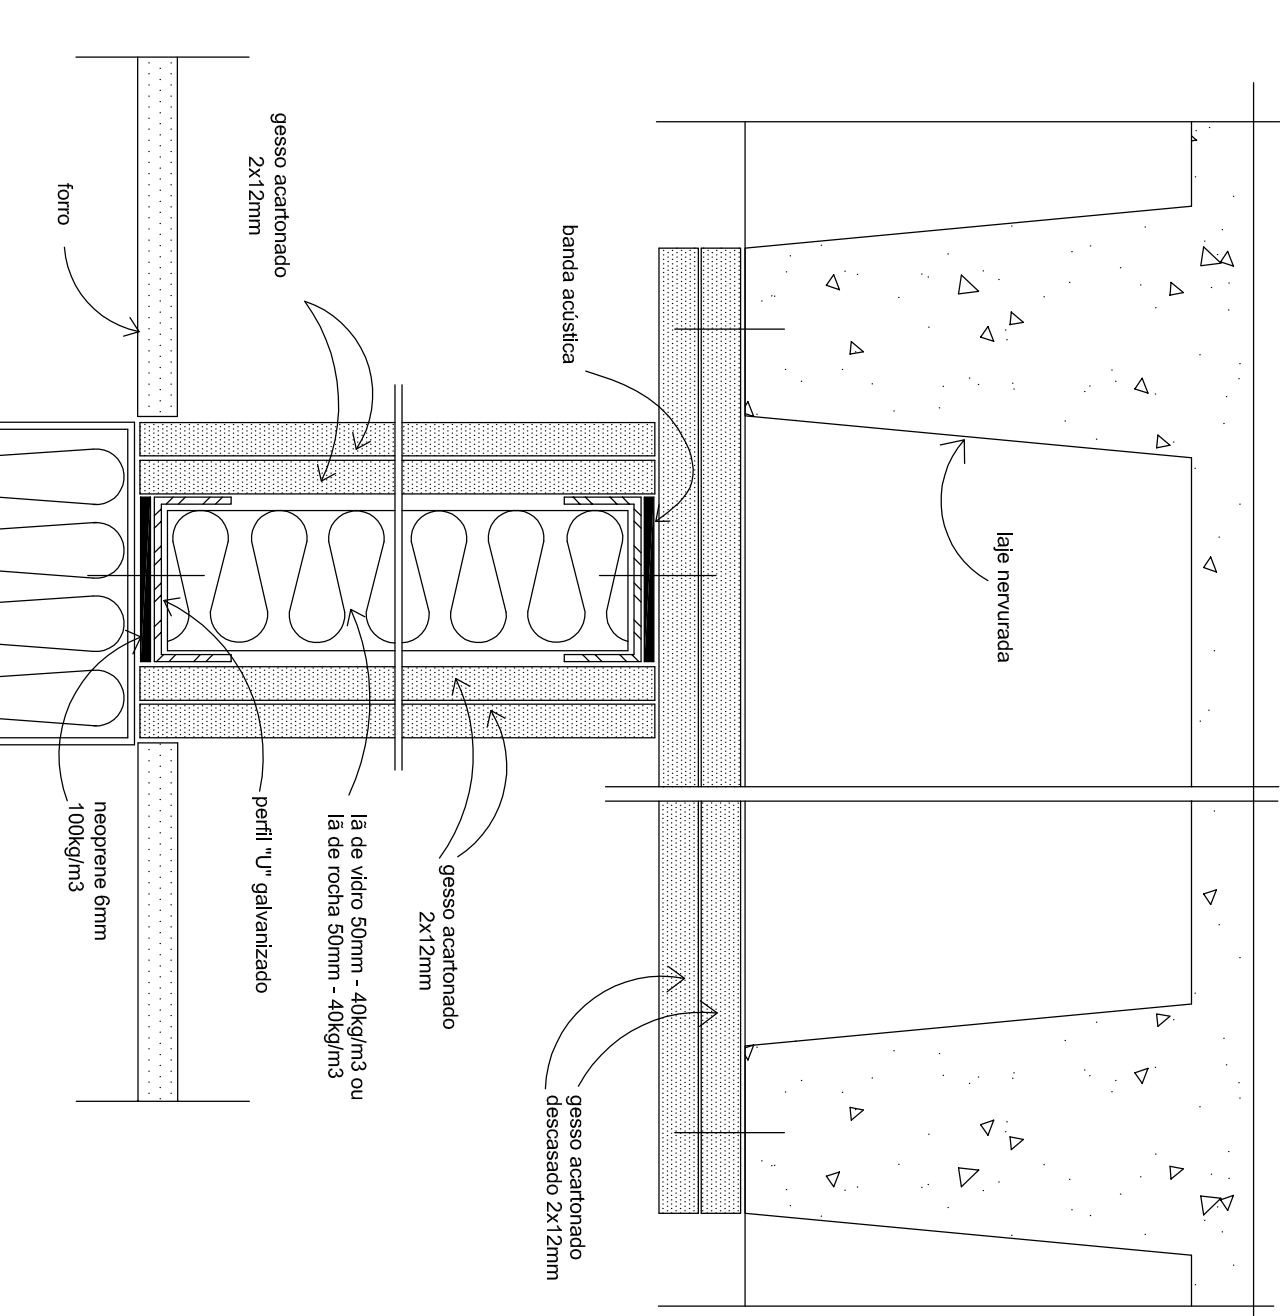 laje nervurada
banda acústica
gesso acartonado
2x12mm
forro
gesso acartonado
descasado 2x12mm
gesso acartonado
2x12mm
lã de vidro 50mm - 40kg/m3 ou
lã de rocha 50mm - 40kg/m3
perfil "U" galvanizado
neoprene 6mm
100kg/m3